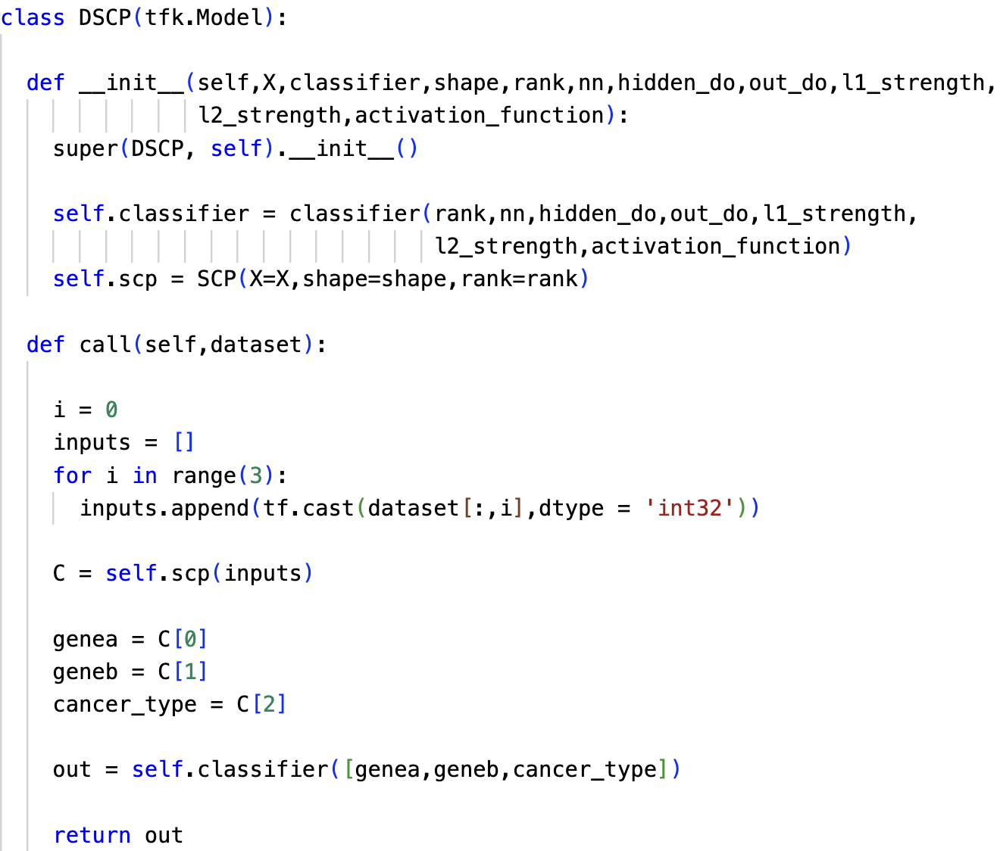 class DSCP(tfk.Model):
def __init__(self,X,classifier,shape,rank,nn,hidden_do,out_do,l1_strength,
l2_strength,activation_function):
super(DSCP, self).__init__()
self.classifier = classifier(rank,nn,hidden_do,out_do,l1_strength,
l2_strength,activation_function)
self.scp = SCP(X=X,shape=shape,rank=rank)
def call(self,dataset):
i = 0
inputs = []
for i in range(3):
inputs.append(tf.cast(dataset[:,i],dtype = 'int32'))
C = self.scp(inputs)
genea = C[0]
geneb = C[1]
cancer_type = C[2]
out = self.classifier([genea,geneb,cancer_type])
return out